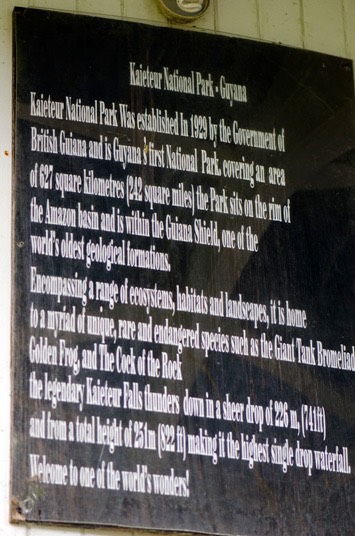 Kaieteur National Park - Guyana
Kaieteur National Park Was established in 1929 by the Government of
British Guiana and is Guyana's first National Park. covering an area
of 627 square kilometres (242 square miles) the Park sits on the rim of
the Amazon basin and is within the Guiana Shield, one of the
world's oldest geological formations.
Encompassing a range of ecosystems, habitats and landscapes, it is home
to a myriad of unique, rare and endangered species such as the Giant Tank Bromeliad
Golden Frog, and The Cock of the Rock
the legendary Kaieteur Falls thunders down in a sheer drop of 226 m, (741ft)
and from a total height of 251m (822 ft) making it the highest single drop waterfall.
Welcome to one of the world's wonders!